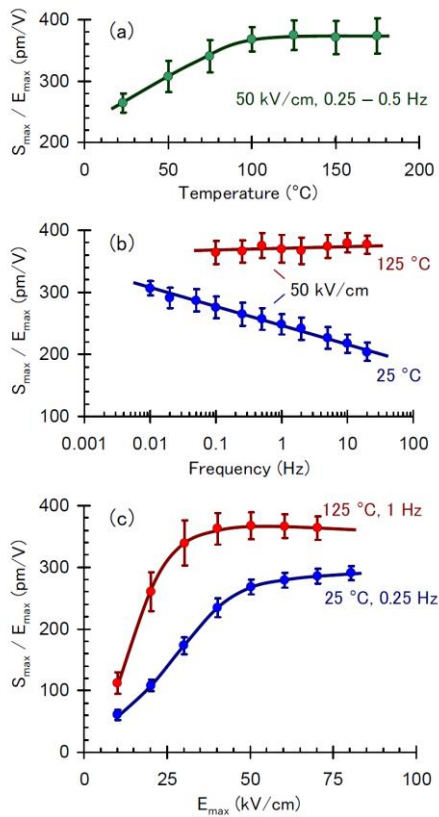 400
(a)
300
50 kV/cm, 0.25 – 0.5 Hz
200
S_max / E_max (pm/V)
0 50 100 150 200
Temperature (°C)
400
(b)
125 °C
300
50 kV/cm
200
25 °C
100
S_max / E_max (pm/V)
0.001 0.01 0.1 1 10 100
Frequency (Hz)
400
(c)
125 °C, 1 Hz
300
25 °C, 0.25 Hz
200
100
0
S_max / E_max (pm/V)
0 25 50 75 100
E_max (kV/cm)